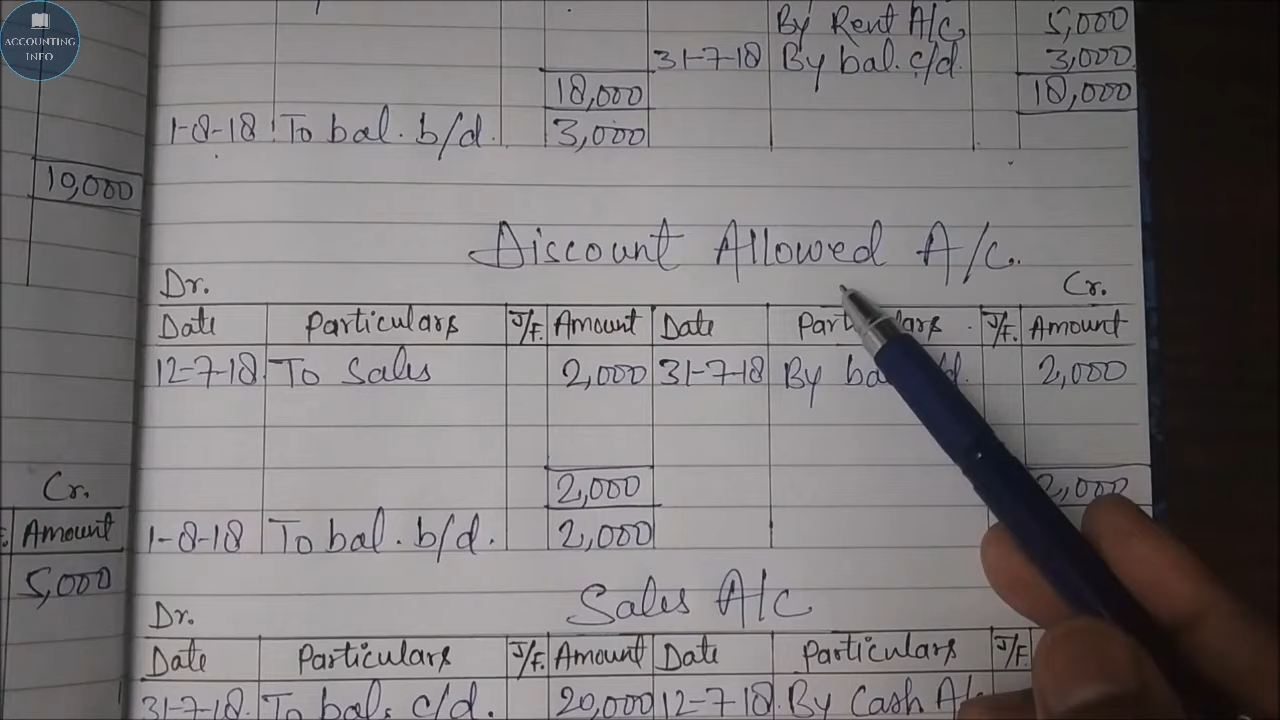 ACCOUNTING
INFO
By Rent A/c. 5,000
31-7-18 By bal. c/d. 3,000
18,000 18,000
1-8-18 To bal. b/d. 3,000
10,000
Discount Allowed A/c.
Dr. Cr.
Date Particulars J/F. Amount Date Particulars J/F. Amount
12-7-18 To Sales 2,000 31-7-18 By 2,000
2,000 2,000
1-8-18 To bal. b/d. 2,000
Cr.
Amount
5,000
Sales A/c
Dr.
Date Particulars J/F. Amount Date Particulars J/F.
31-7-18. To bal. c/d. 20,000 12-7-18. By Cash A/c